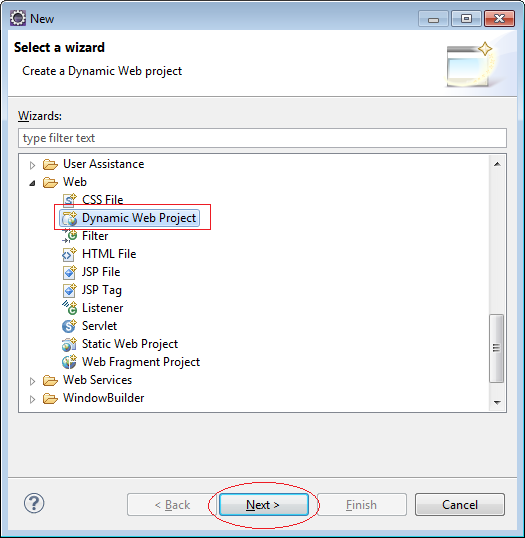 New
Select a wizard
Create a Dynamic Web project
Wizards:
type filter text
User Assistance
Web
CSS File
Dynamic Web Project
Filter
HTML File
JSP File
JSP Tag
Listener
Servlet
Static Web Project
Web Fragment Project
Web Services
WindowBuilder
? < Back Next > Finish Cancel